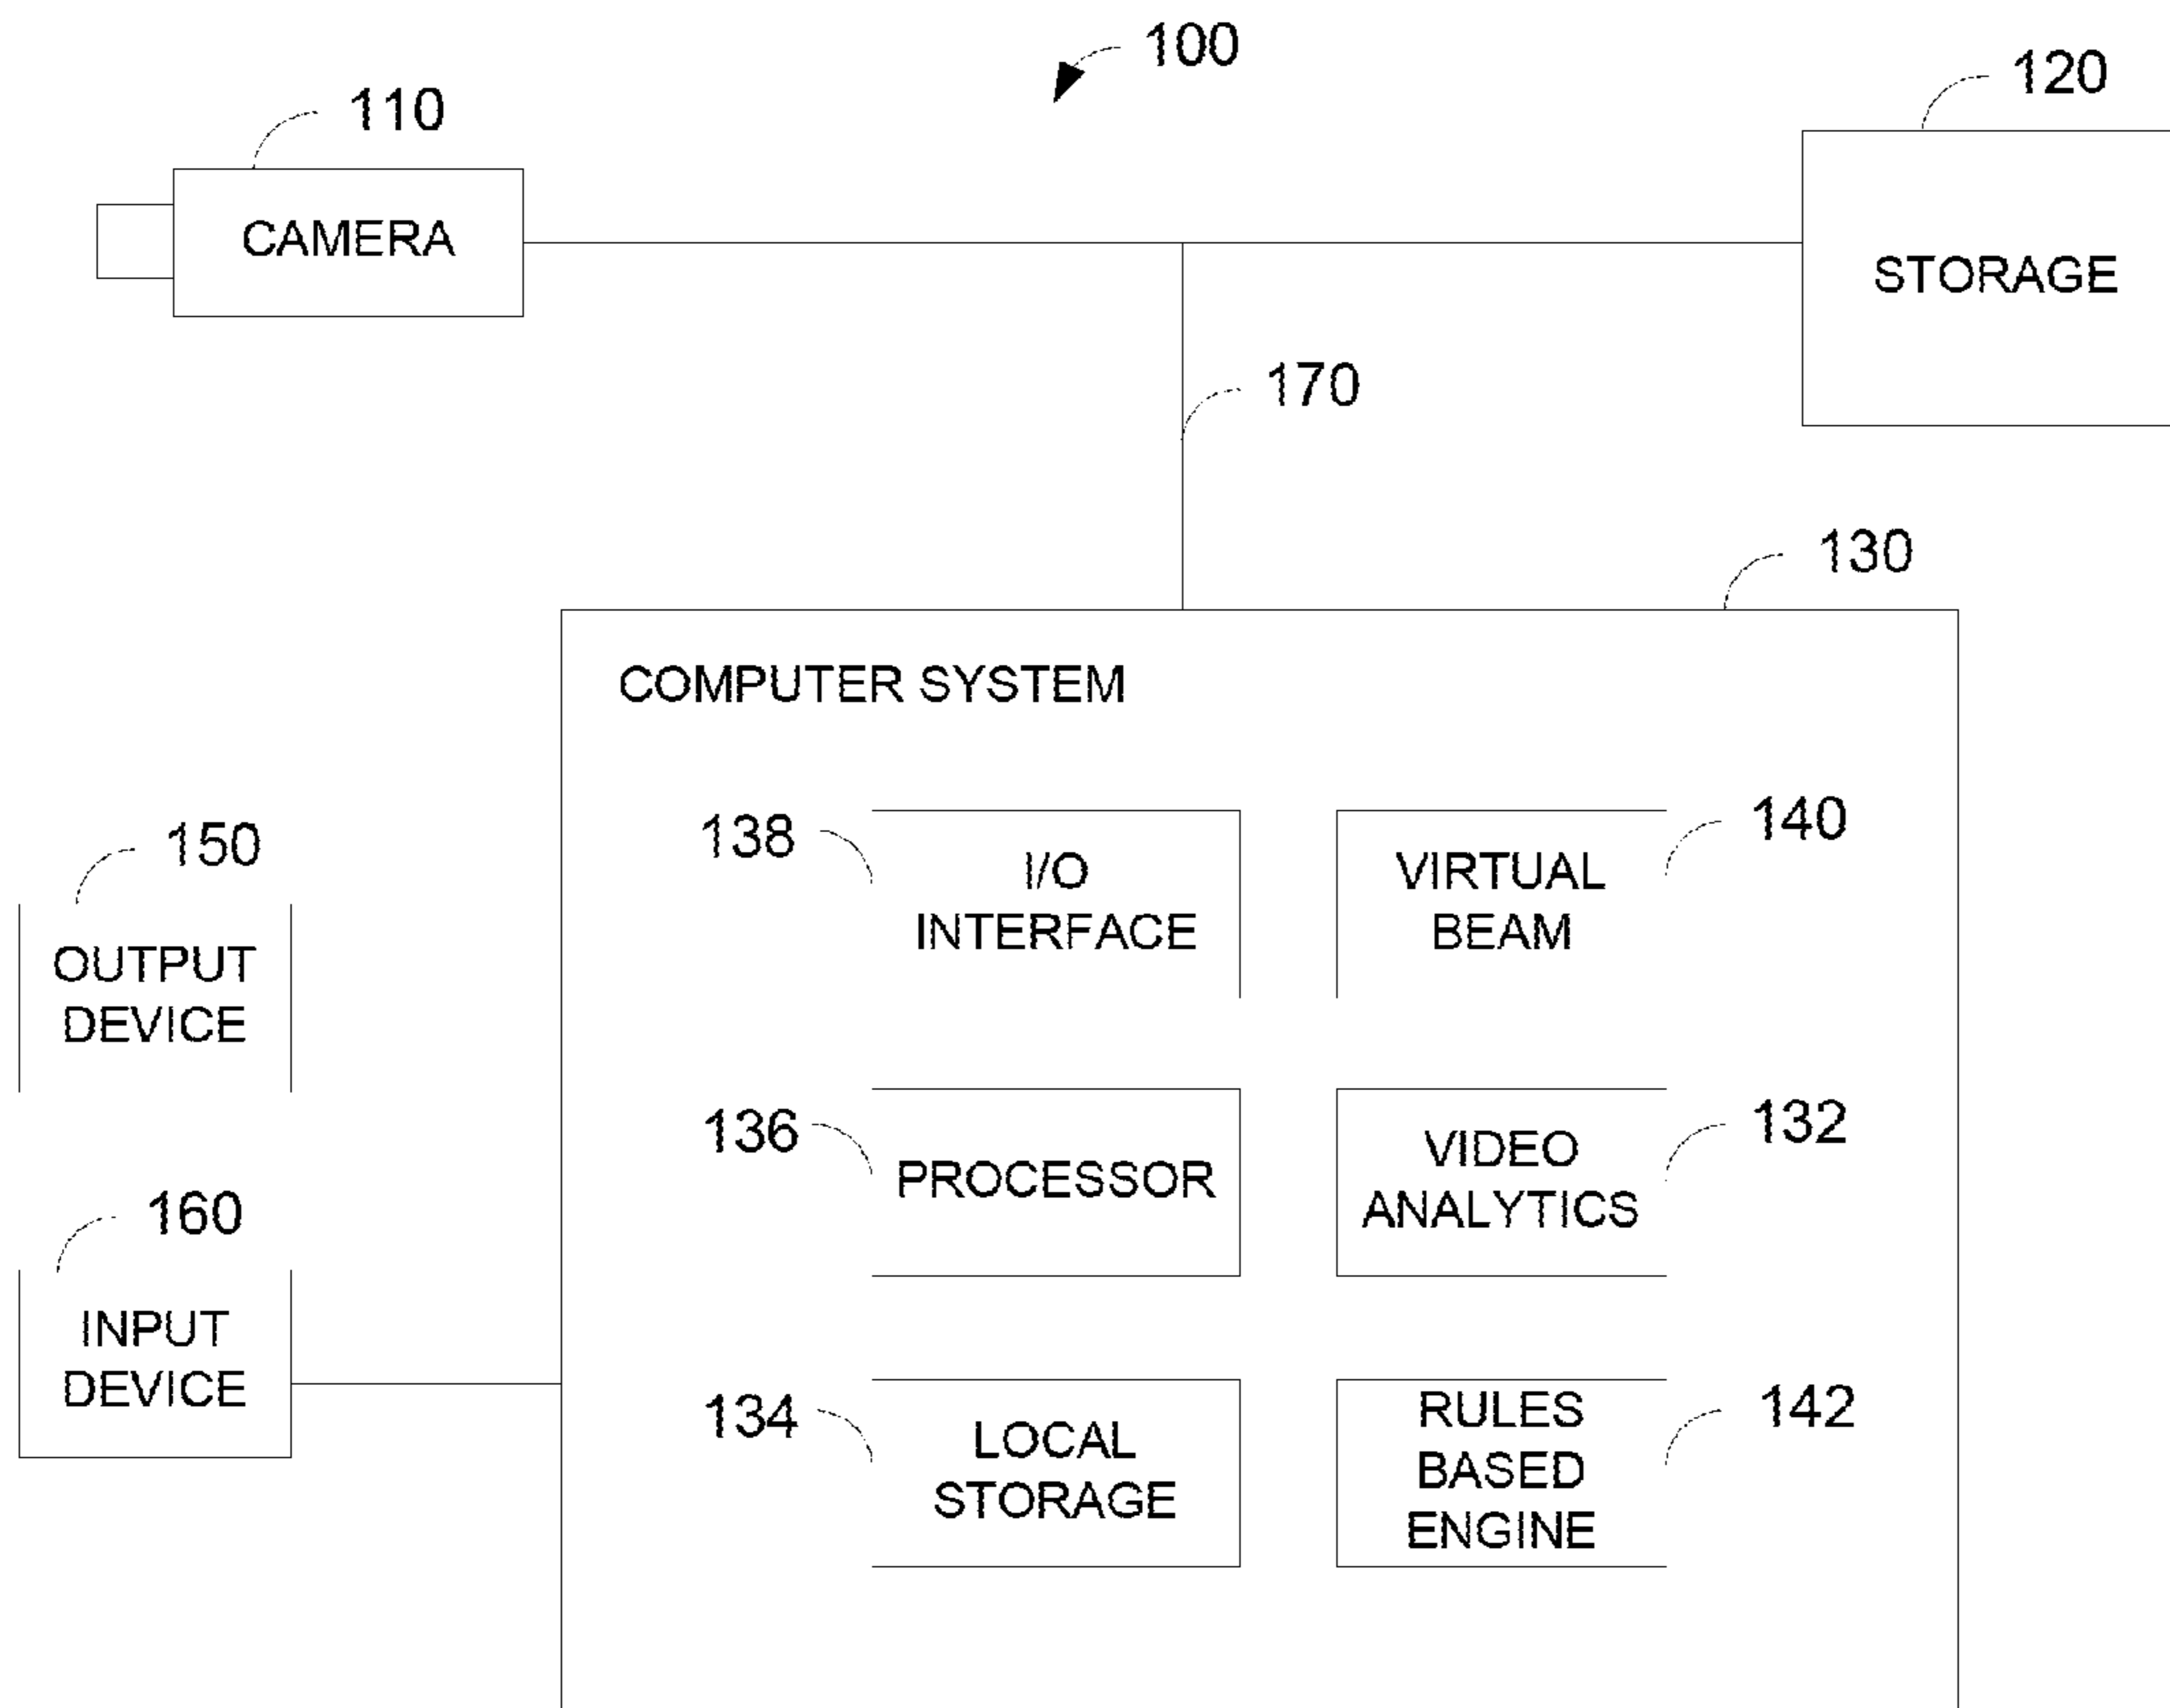 100
110
120
CAMERA
STORAGE
170
130
COMPUTER SYSTEM
138
I/O
INTERFACE
VIRTUAL
BEAM
140
150
OUTPUT
DEVICE
136
PROCESSOR
VIDEO
ANALYTICS
132
160
INPUT
DEVICE
134
LOCAL
STORAGE
RULES
BASED
ENGINE
142